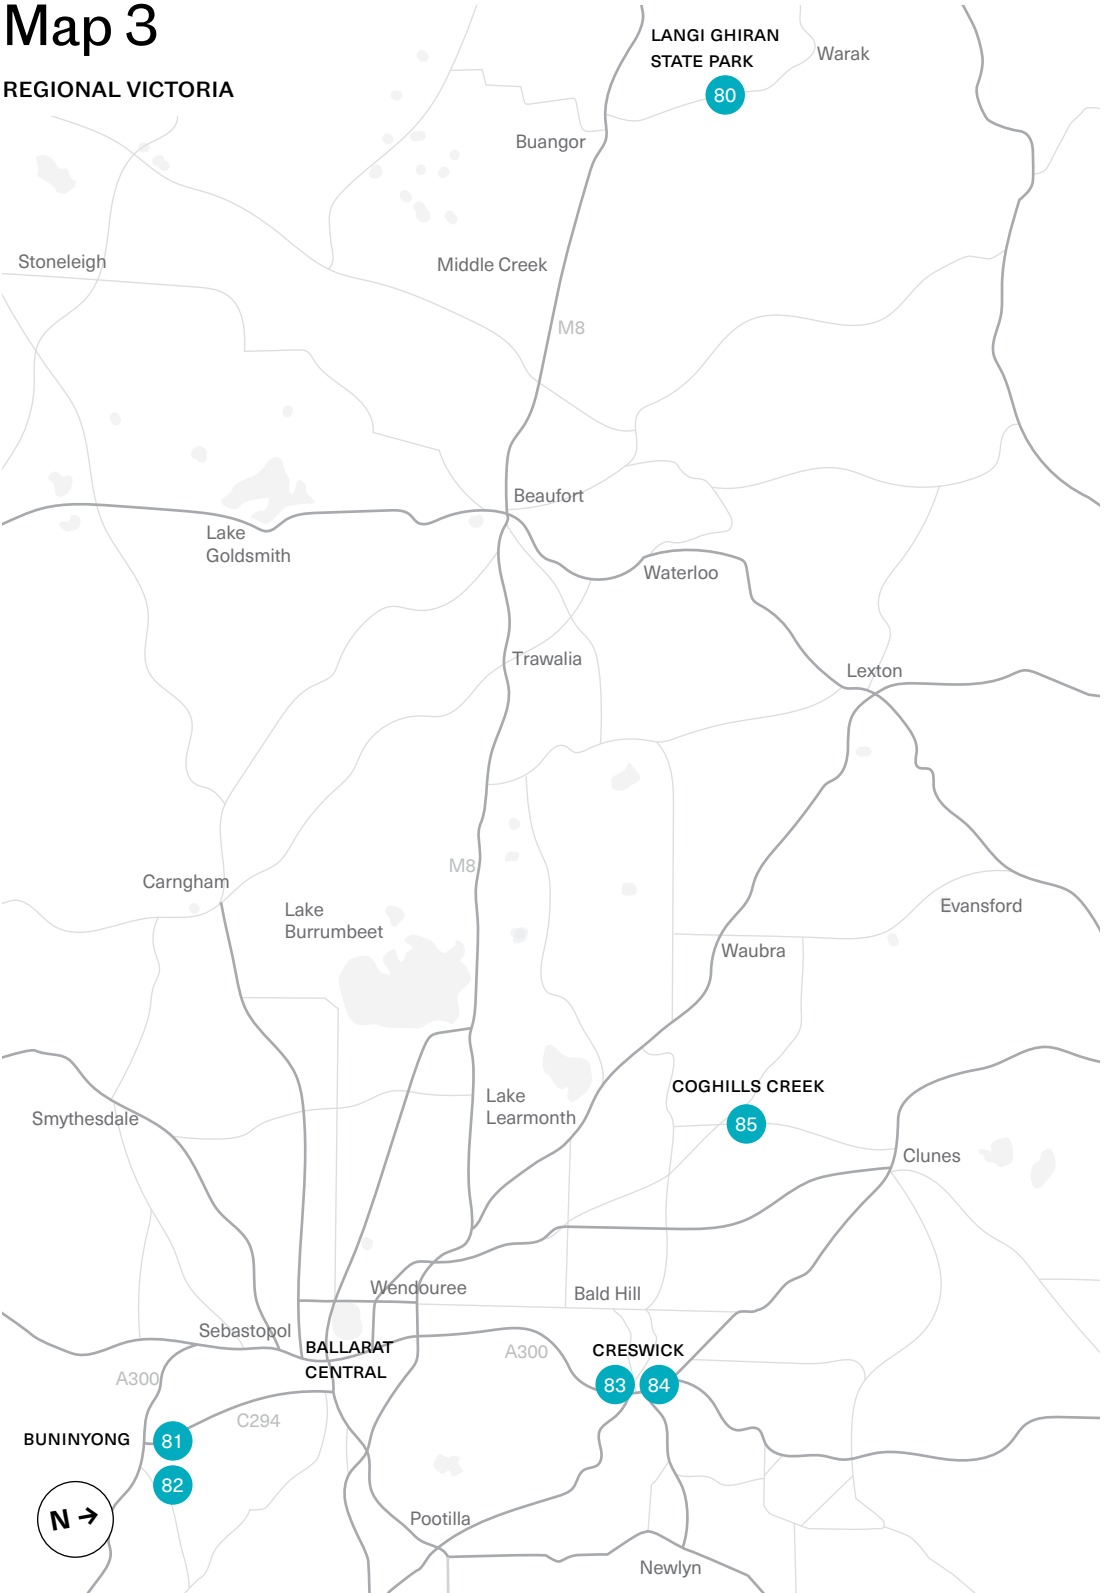 Map 3
REGIONAL VICTORIA
LANGI GHIRAN
STATE PARK
Warak
80
Buangor
Stoneleigh
Middle Creek
M8
Beaufort
Lake
Goldsmith
Waterloo
Trawalia
Lexton
M8
Carngham
Lake
Burrumbeet
Evansford
Waubra
COGHILLS CREEK
Lake
Learmonth
Smythesdale
85
Clunes
Wendouree
Bald Hill
Sebastopol
BALLARAT
CENTRAL
A300
CRESWICK
A300
83
84
C294
BUNINYONG
81
82
N
Pootilla
Newlyn